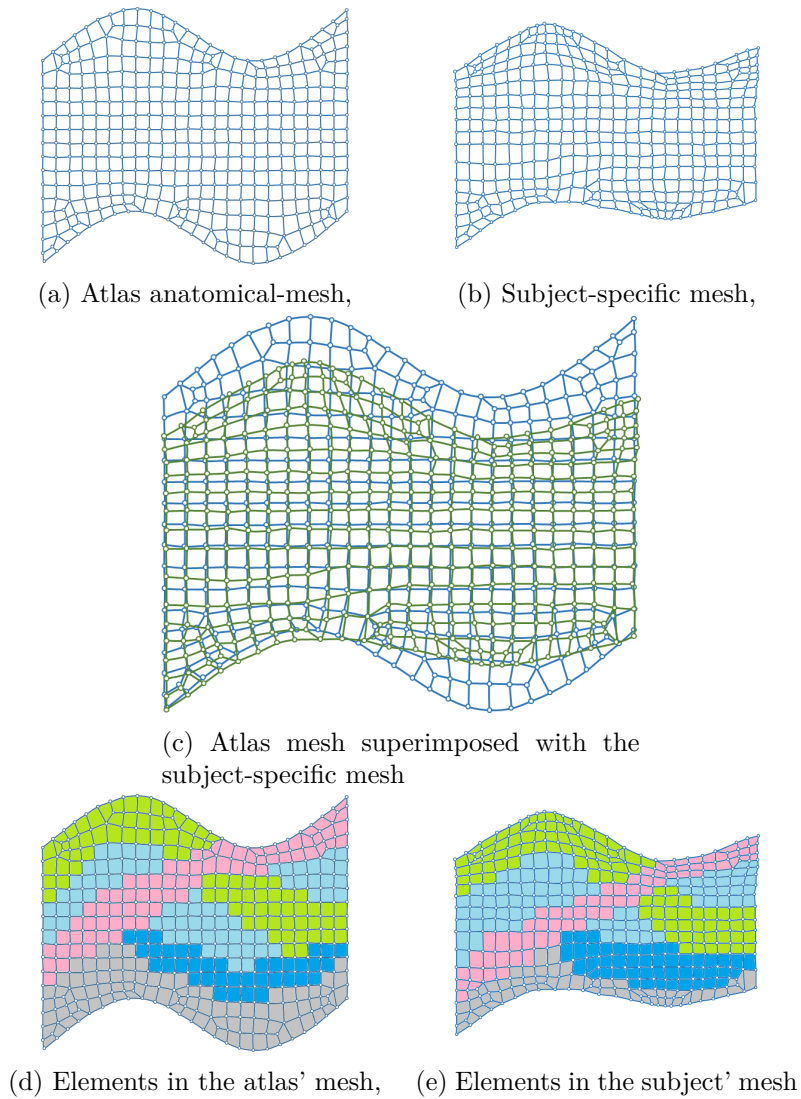 (a) Atlas anatomical-mesh,
(b) Subject-specific mesh,
(c) Atlas mesh superimposed with the
subject-specific mesh
(d) Elements in the atlas' mesh,
(e) Elements in the subject' mesh